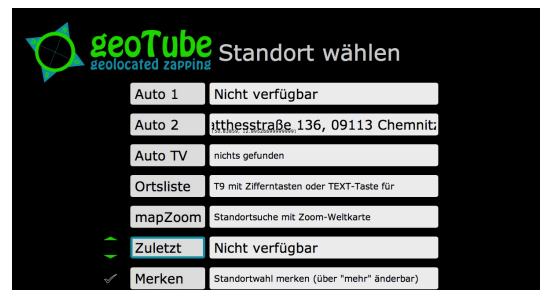 geoTube
geolocated zapping
Standort wählen
Auto 1 Nicht verfügbar
Auto 2 atthesstraße 136, 09113 Chemnitz
Auto TV nichts gefunden
Ortsliste T9 mit Zifferntasten oder TEXT-Taste für
mapZoom Standortsuche mit Zoom-Weltkarte
Zuletzt Nicht verfügbar
Merken Standortwahl merken (über "mehr" änderbar)